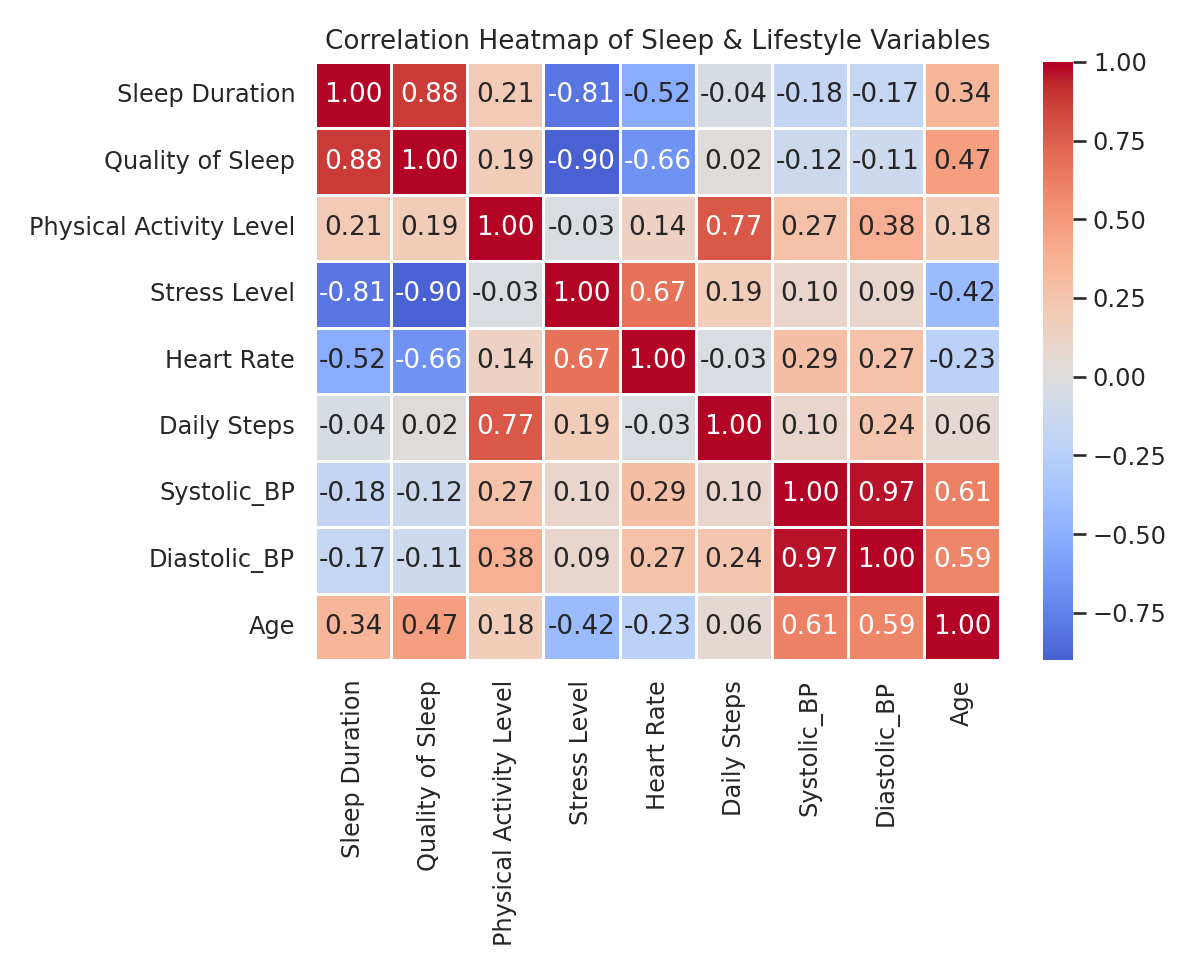 Correlation Heatmap of Sleep & Lifestyle Variables
Sleep Duration 1.00 0.88 0.21 -0.81 -0.52 -0.04 -0.18 -0.17 0.34
Quality of Sleep 0.88 1.00 0.19 -0.90 -0.66 0.02 -0.12 -0.11 0.47
Physical Activity Level 0.21 0.19 1.00 -0.03 0.14 0.77 0.27 0.38 0.18
Stress Level -0.81 -0.90 -0.03 1.00 0.67 0.19 0.10 0.09 -0.42
Heart Rate -0.52 -0.66 0.14 0.67 1.00 -0.03 0.29 0.27 -0.23
Daily Steps -0.04 0.02 0.77 0.19 -0.03 1.00 0.10 0.24 0.06
Systolic_BP -0.18 -0.12 0.27 0.10 0.29 0.10 1.00 0.97 0.61
Diastolic_BP -0.17 -0.11 0.38 0.09 0.27 0.24 0.97 1.00 0.59
Age 0.34 0.47 0.18 -0.42 -0.23 0.06 0.61 0.59 1.00
Sleep Duration
Quality of Sleep
Physical Activity Level
Stress Level
Heart Rate
Daily Steps
Systolic_BP
Diastolic_BP
Age
1.00
0.75
0.50
0.25
0.00
−0.25
−0.50
−0.75